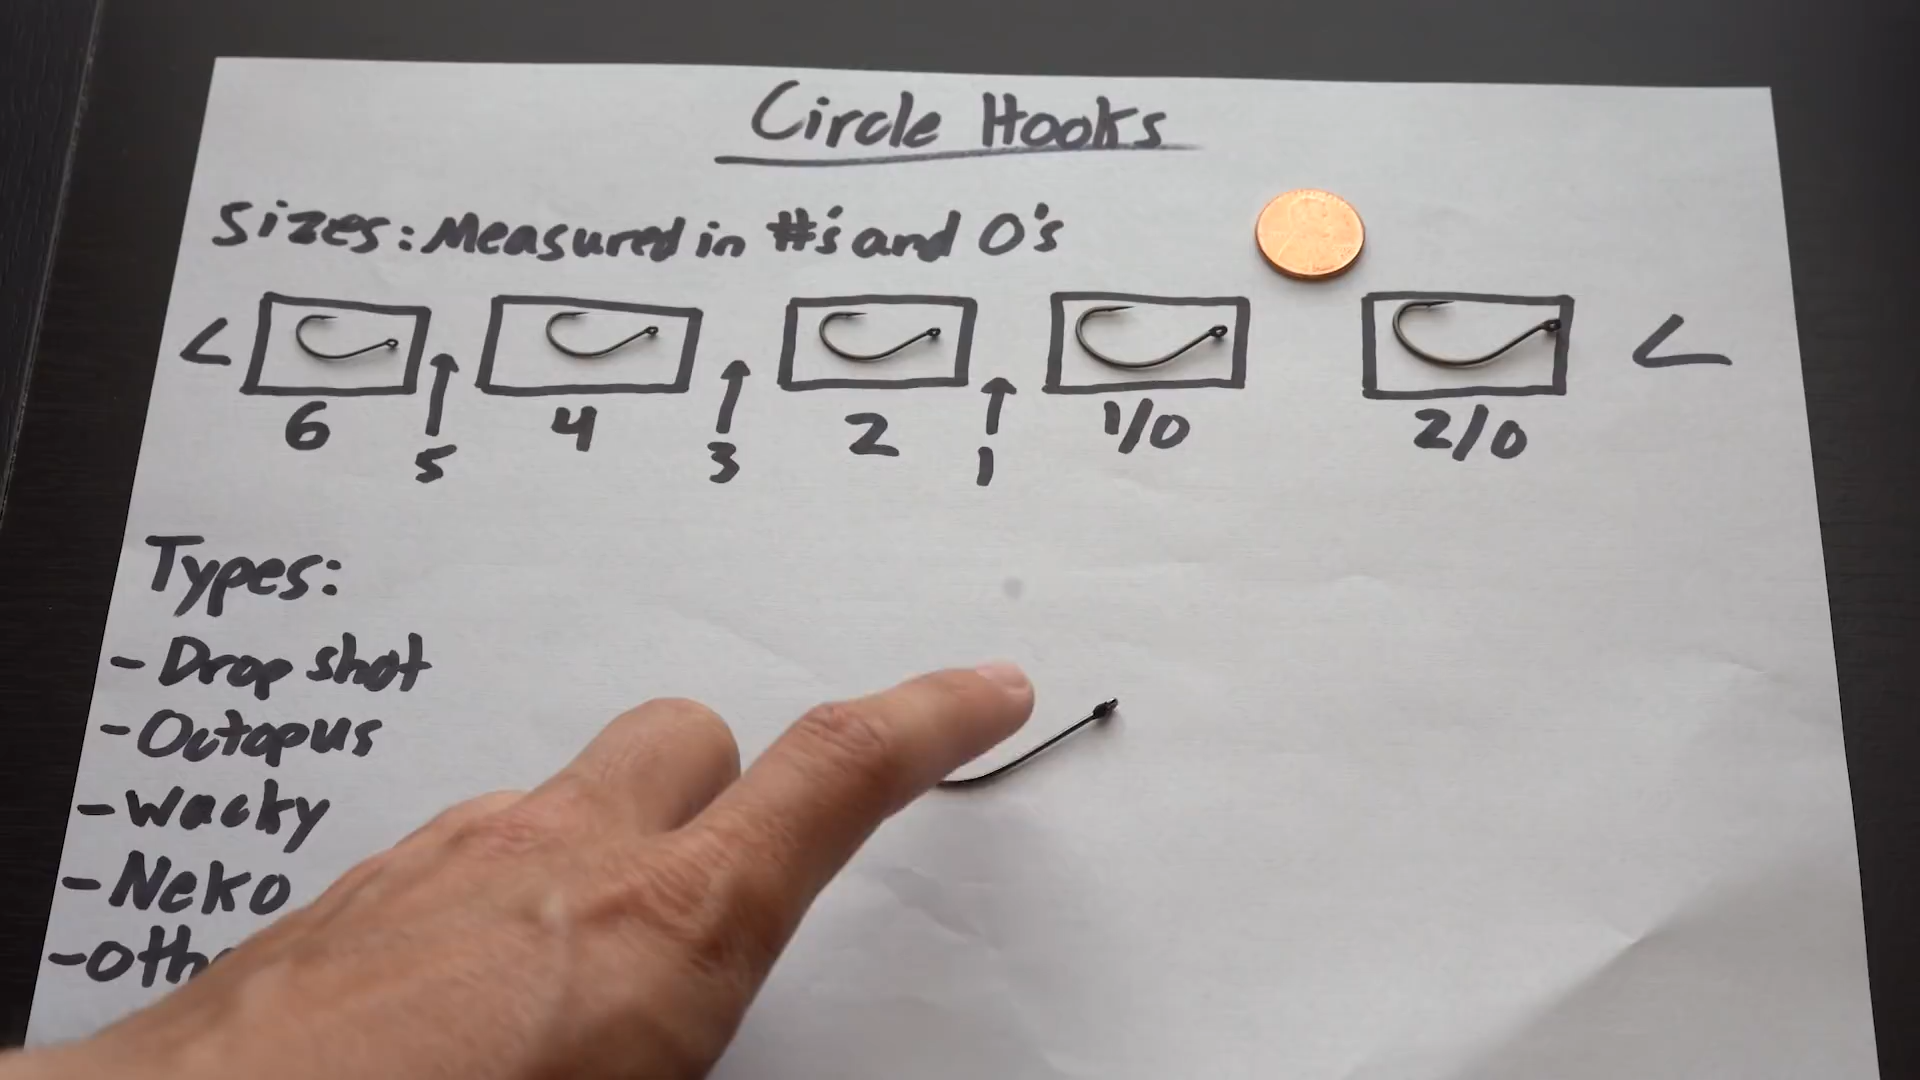 Circle Hooks
Sizes: Measured in #'s and O's
< 6 4 2 1/0 2/0 <
5 3 1
Types:
- Drop shot
- Octopus
- Wacky
- Neko